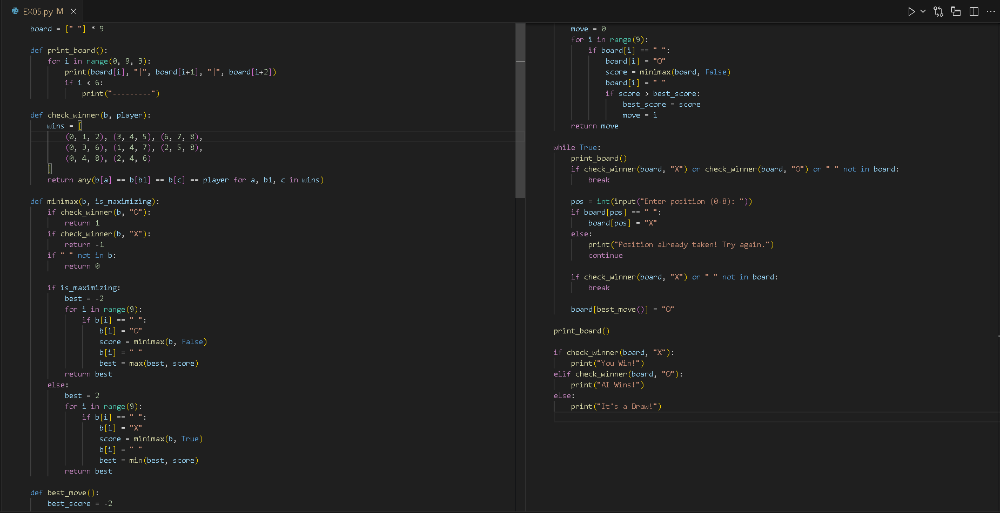 EX05.py M
board = [" "] * 9
def print_board():
    for i in range(0, 9, 3):
        print(board[i], "|", board[i+1], "|", board[i+2])
        if i < 6:
            print("---------")
def check_winner(b, player):
    wins = [
        (0, 1, 2), (3, 4, 5), (6, 7, 8),
        (0, 3, 6), (1, 4, 7), (2, 5, 8),
        (0, 4, 8), (2, 4, 6)
    ]
    return any(b[a] == b[b1] == b[c] == player for a, b1, c in wins)
def minimax(b, is_maximizing):
    if check_winner(b, "O"):
        return 1
    if check_winner(b, "X"):
        return -1
    if " " not in b:
        return 0
    if is_maximizing:
        best = -2
        for i in range(9):
            if b[i] == " ":
                b[i] = "O"
                score = minimax(b, False)
                b[i] = " "
                best = max(best, score)
        return best
    else:
        best = 2
        for i in range(9):
            if b[i] == " ":
                b[i] = "X"
                score = minimax(b, True)
                b[i] = " "
                best = min(best, score)
        return best
def best_move():
    best_score = -2
    move = 0
    for i in range(9):
        if board[i] == " ":
            board[i] = "O"
            score = minimax(board, False)
            board[i] = " "
            if score > best_score:
                best_score = score
                move = i
    return move
while True:
    print_board()
    if check_winner(board, "X") or check_winner(board, "O") or " " not in board:
        break
    pos = int(input("Enter position (0-8): "))
    if board[pos] == " ":
        board[pos] = "X"
    else:
        print("Position already taken! Try again.")
        continue
    if check_winner(board, "X") or " " not in board:
        break
    board[best_move()] = "O"
print_board()
if check_winner(board, "X"):
    print("You Win!")
elif check_winner(board, "O"):
    print("AI Wins!")
else:
    print("It's a Draw!")